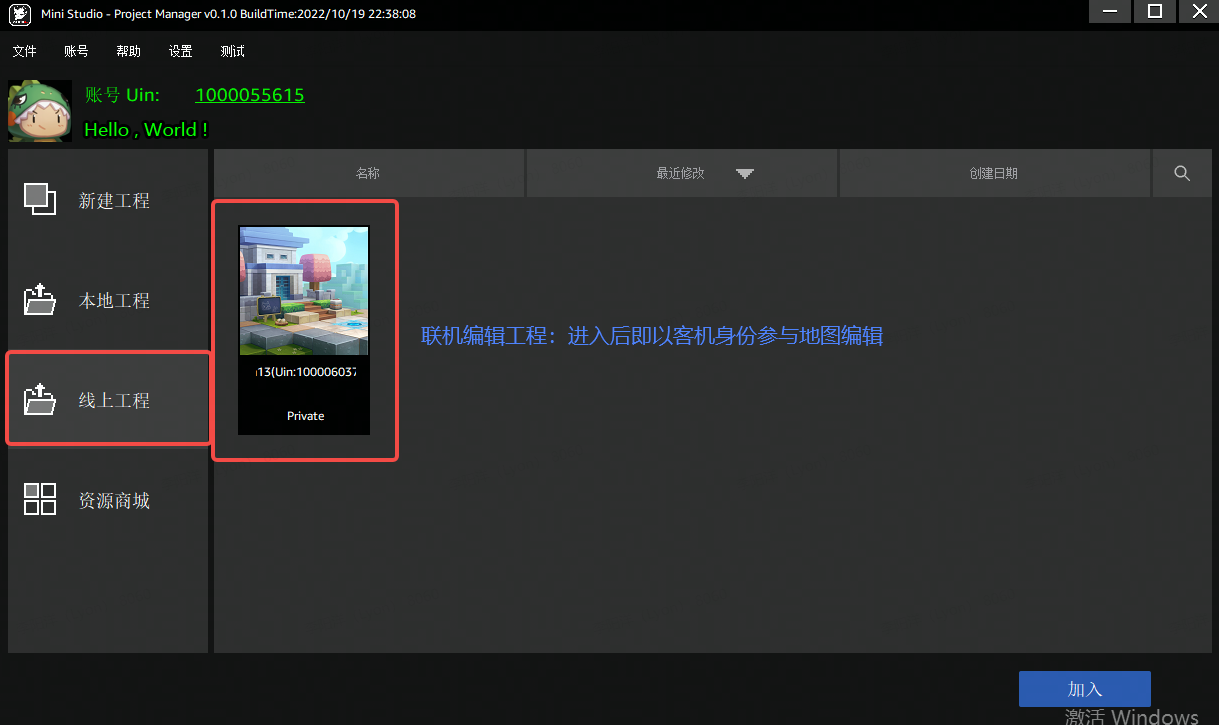 Mini Studio - Project Manager v0.1.0 BuildTime:2022/10/19 22:38:08
文件 账号 帮助 设置 测试
账号 Uin: 1000055615
Hello , World !
名称 最近修改 创建日期
新建工程
本地工程
联机编辑工程：进入后即以客机身份参与地图编辑
13(Uin:100006037
线上工程
Private
资源商城
加入
激活 Windows